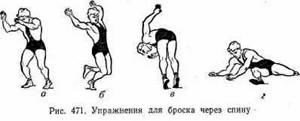 а б в г
Рис. 471. Упражнения для броска через спину